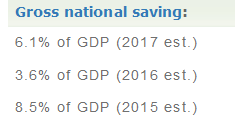 Gross national saving:
6.1% of GDP (2017 est.)
3.6% of GDP (2016 est.)
8.5% of GDP (2015 est.)